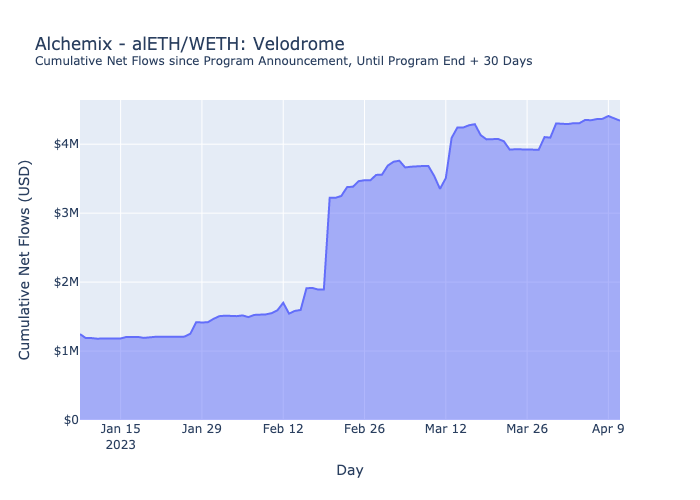 Alchemix - alETH/WETH: Velodrome
Cumulative Net Flows since Program Announcement, Until Program End + 30 Days
Cumulative Net Flows (USD)
$4M
$3M
$2M
$1M
$0
Jan 15 Jan 29 Feb 12 Feb 26 Mar 12 Mar 26 Apr 9
2023
Day